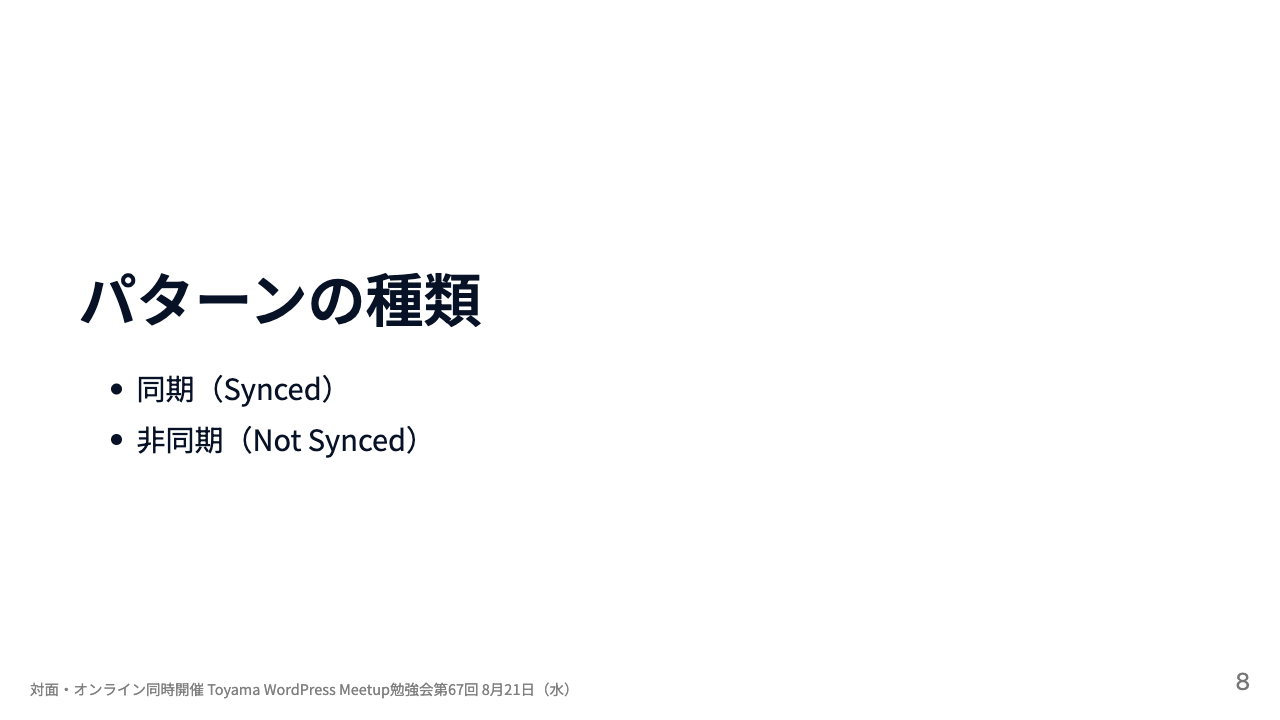 パターンの種類
• 同期（Synced）
• 非同期（Not Synced）
対面・オンライン同時開催 Toyama WordPress Meetup勉強会第67回 8月21日（水）
8